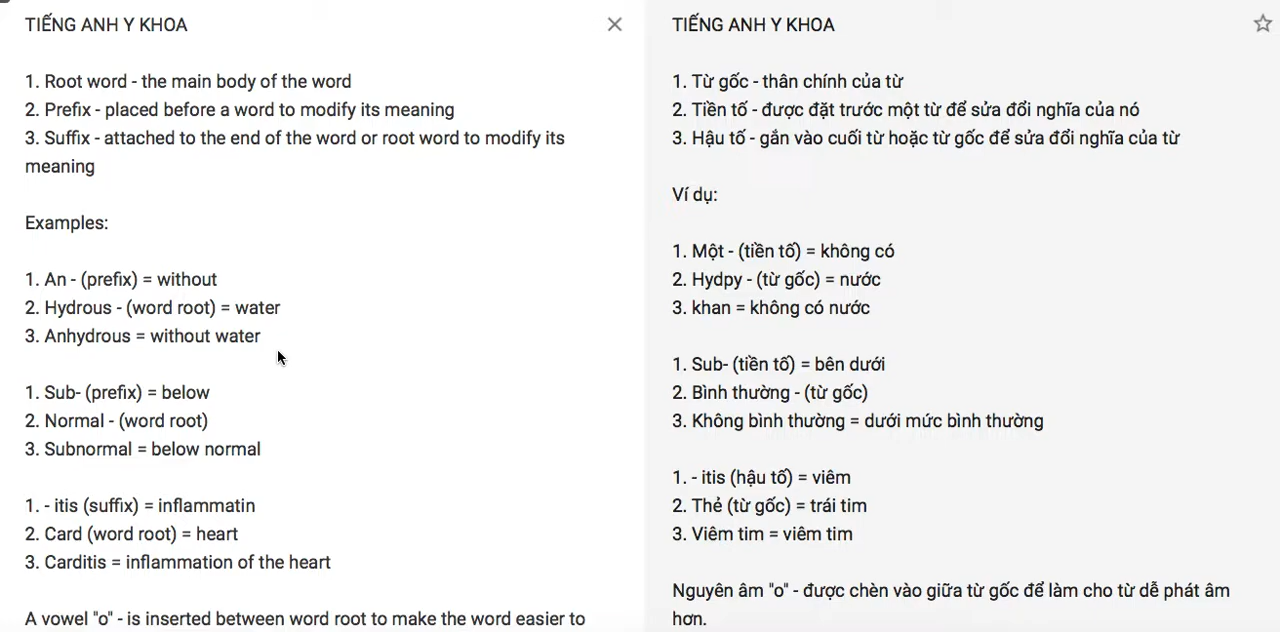 TIẾNG ANH Y KHOA
1. Root word - the main body of the word
2. Prefix - placed before a word to modify its meaning
3. Suffix - attached to the end of the word or root word to modify its
meaning
Examples:
1. An - (prefix) = without
2. Hydrous - (word root) = water
3. Anhydrous = without water
1. Sub- (prefix) = below
2. Normal - (word root)
3. Subnormal = below normal
1. - itis (suffix) = inflammatin
2. Card (word root) = heart
3. Carditis = inflammation of the heart
A vowel "o" - is inserted between word root to make the word easier to
TIẾNG ANH Y KHOA
1. Từ gốc - thân chính của từ
2. Tiền tố - được đặt trước một từ để sửa đổi nghĩa của nó
3. Hậu tố - gắn vào cuối từ hoặc từ gốc để sửa đổi nghĩa của từ
Ví dụ:
1. Một - (tiền tố) = không có
2. Hydpy - (từ gốc) = nước
3. khan = không có nước
1. Sub- (tiền tố) = bên dưới
2. Bình thường - (từ gốc)
3. Không bình thường = dưới mức bình thường
1. - itis (hậu tố) = viêm
2. Thẻ (từ gốc) = trái tim
3. Viêm tim = viêm tim
Nguyên âm "o" - được chèn vào giữa từ gốc để làm cho từ dễ phát âm
hơn.